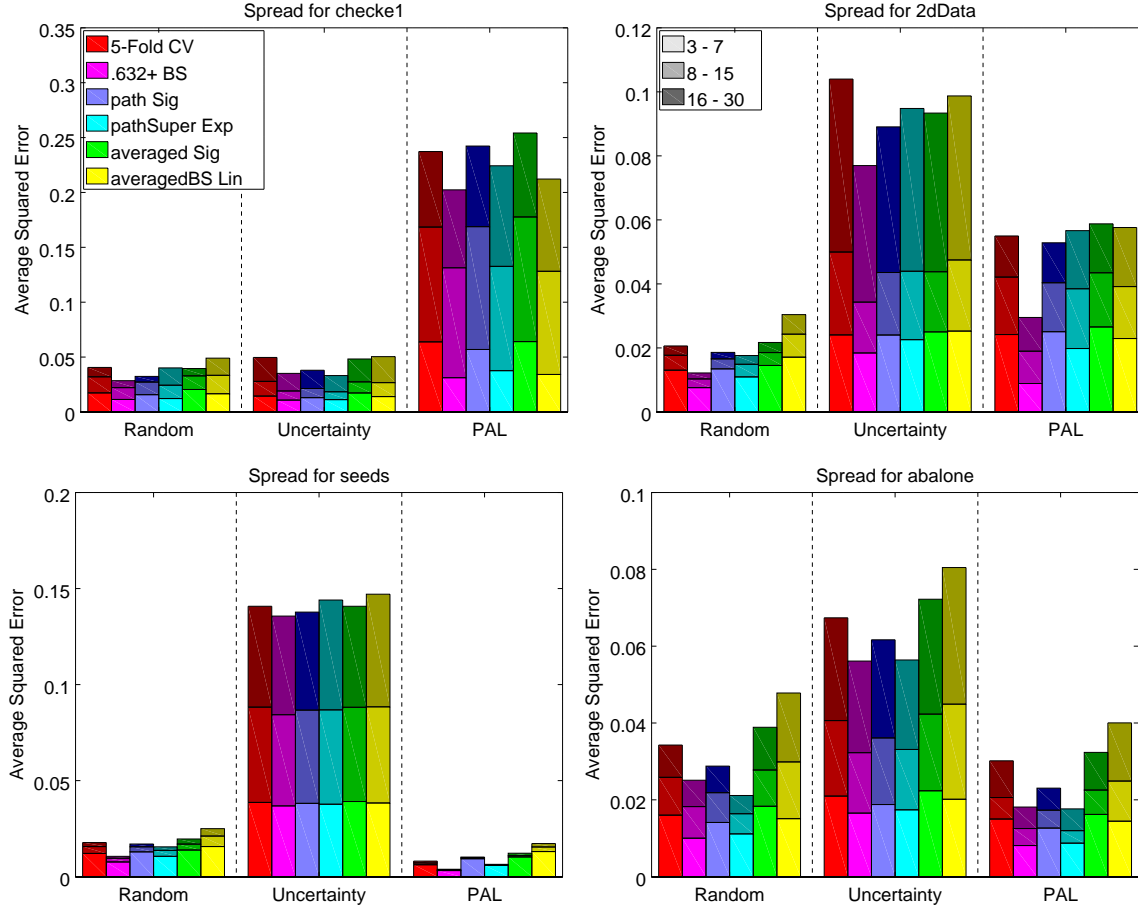 Spread for checke1
Average Squared Error
0.35
0.3
0.25
0.2
0.15
0.1
0.05
0
5-Fold CV
.632+ BS
path Sig
pathSuper Exp
averaged Sig
averagedBS Lin
Random Uncertainty PAL
Spread for 2dData
Average Squared Error
0.12
0.1
0.08
0.06
0.04
0.02
0
3 - 7
8 - 15
16 - 30
Random Uncertainty PAL
Spread for seeds
Average Squared Error
0.2
0.15
0.1
0.05
0
Random Uncertainty PAL
Spread for abalone
Average Squared Error
0.1
0.08
0.06
0.04
0.02
0
Random Uncertainty PAL